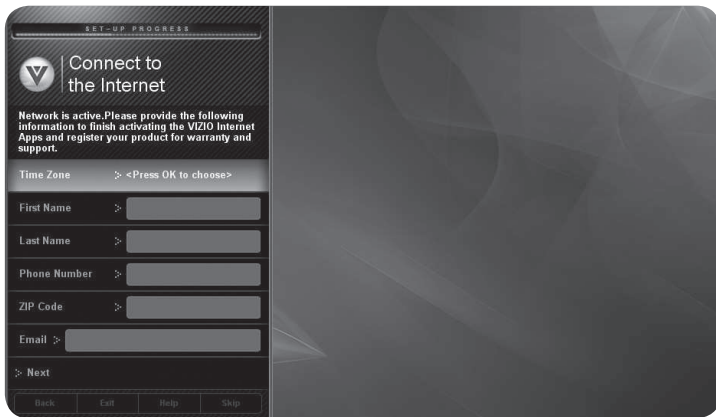 SET-UP PROGRESS
Connect to
the Internet
Network is active.Please provide the following
information to finish activating the VIZIO Internet
Apps and register your product for warranty and
support.
Time Zone :> <Press OK to choose>
First Name :>
Last Name :>
Phone Number :>
ZIP Code :>
Email :>
:> Next
Back Exit Help Skip